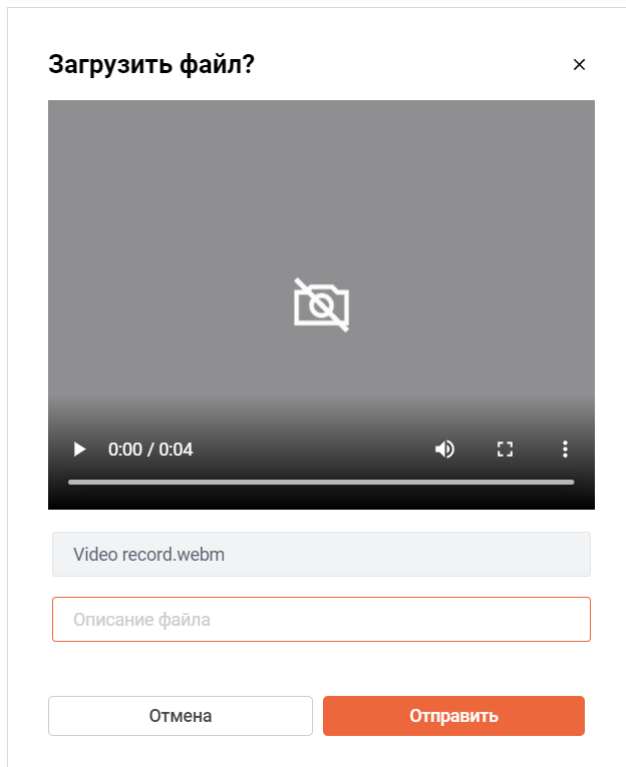 Загрузить файл?
0:00 / 0:04
Video record.webm
Описание файла
Отмена
Отправить